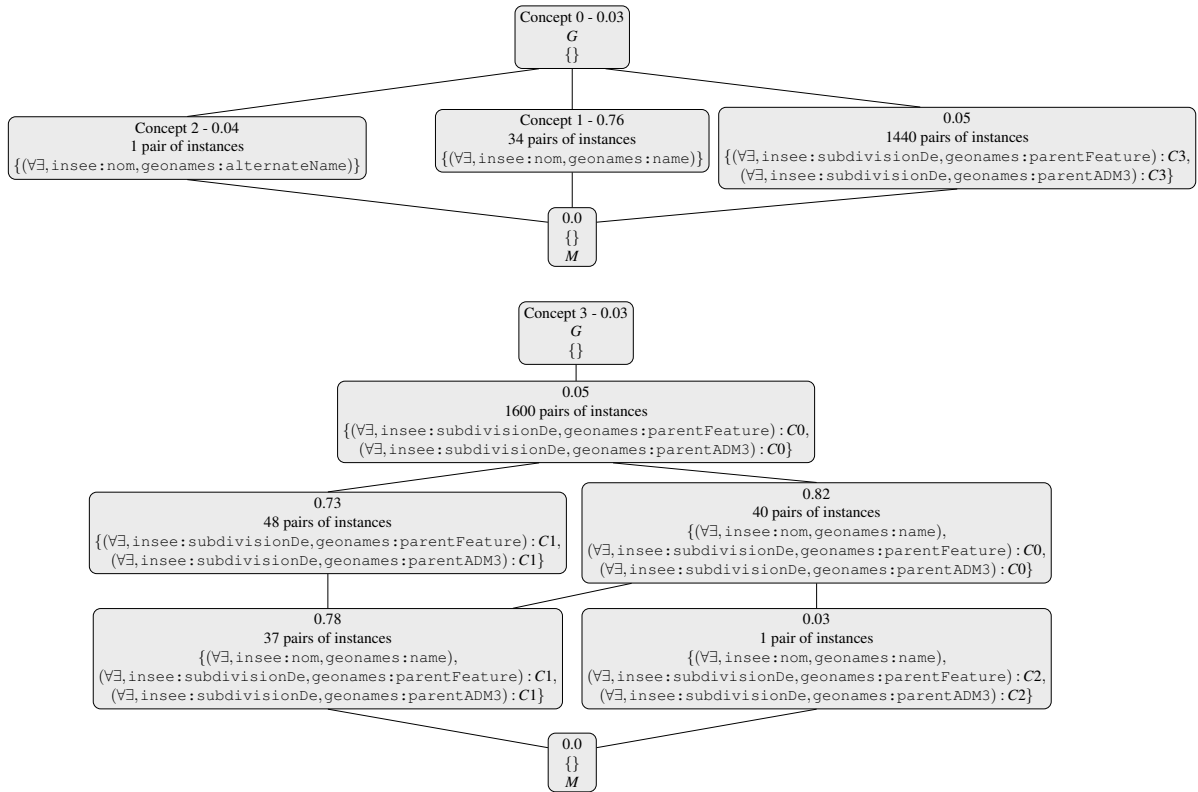 Concept 0 - 0.03
G
{}
Concept 2 - 0.04
1 pair of instances
{(∀∃,insee:nom,geonames:alternateName)}
Concept 1 - 0.76
34 pairs of instances
{(∀∃,insee:nom,geonames:name)}
0.05
1440 pairs of instances
{(∀∃,insee:subdivisionDe,geonames:parentFeature):C3,
(∀∃,insee:subdivisionDe,geonames:parentADM3):C3}
0.0
{}
M
Concept 3 - 0.03
G
{}
0.05
1600 pairs of instances
{(∀∃,insee:subdivisionDe,geonames:parentFeature):C0,
(∀∃,insee:subdivisionDe,geonames:parentADM3):C0}
0.73
48 pairs of instances
{(∀∃,insee:subdivisionDe,geonames:parentFeature):C1,
(∀∃,insee:subdivisionDe,geonames:parentADM3):C1}
0.82
40 pairs of instances
{(∀∃,insee:nom,geonames:name),
(∀∃,insee:subdivisionDe,geonames:parentFeature):C0,
(∀∃,insee:subdivisionDe,geonames:parentADM3):C0}
0.78
37 pairs of instances
{(∀∃,insee:nom,geonames:name),
(∀∃,insee:subdivisionDe,geonames:parentFeature):C1,
(∀∃,insee:subdivisionDe,geonames:parentADM3):C1}
0.03
1 pair of instances
{(∀∃,insee:nom,geonames:name),
(∀∃,insee:subdivisionDe,geonames:parentFeature):C2,
(∀∃,insee:subdivisionDe,geonames:parentADM3):C2}
0.0
{}
M